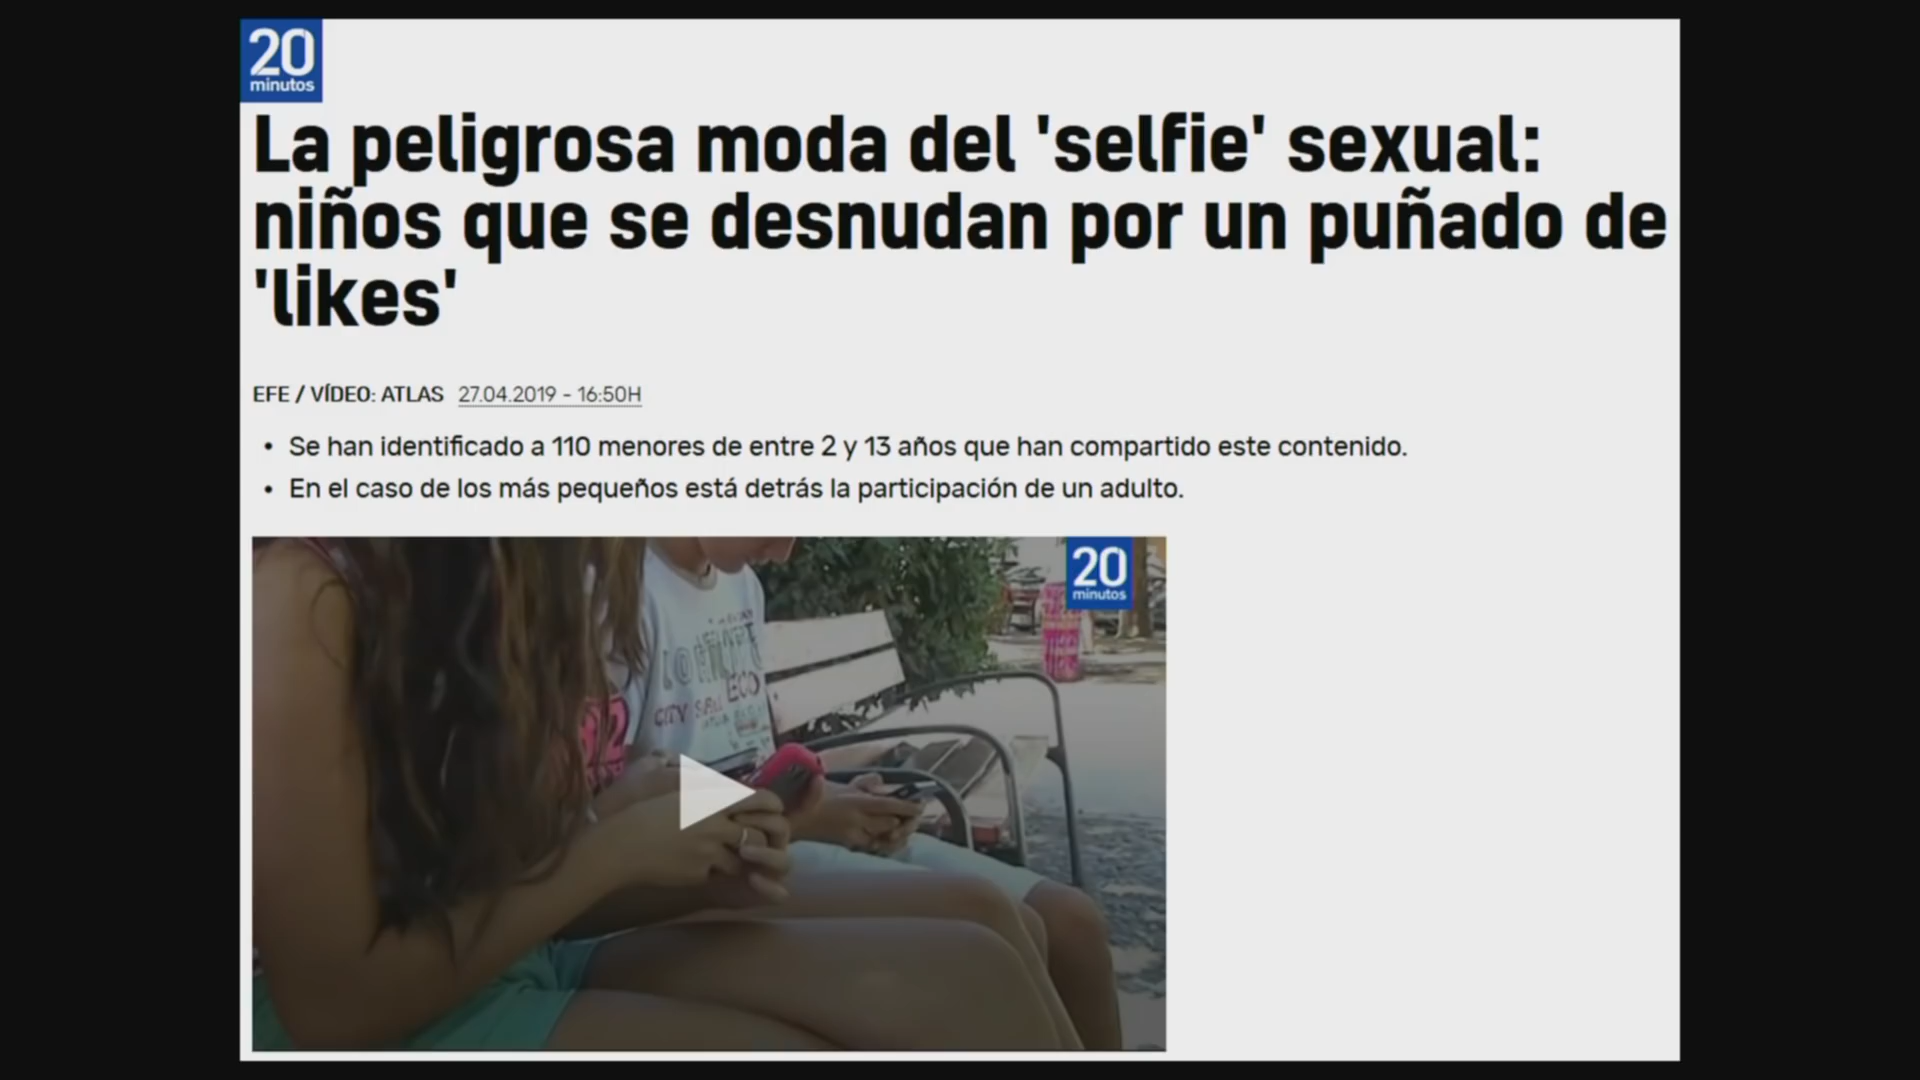 20
minutos
La peligrosa moda del 'selfie' sexual:
niños que se desnudan por un puñado de
'likes'
EFE / VÍDEO: ATLAS 27.04.2019 - 16:50H
• Se han identificado a 110 menores de entre 2 y 13 años que han compartido este contenido.
• En el caso de los más pequeños está detrás la participación de un adulto.
20
minutos
ECO
CITY